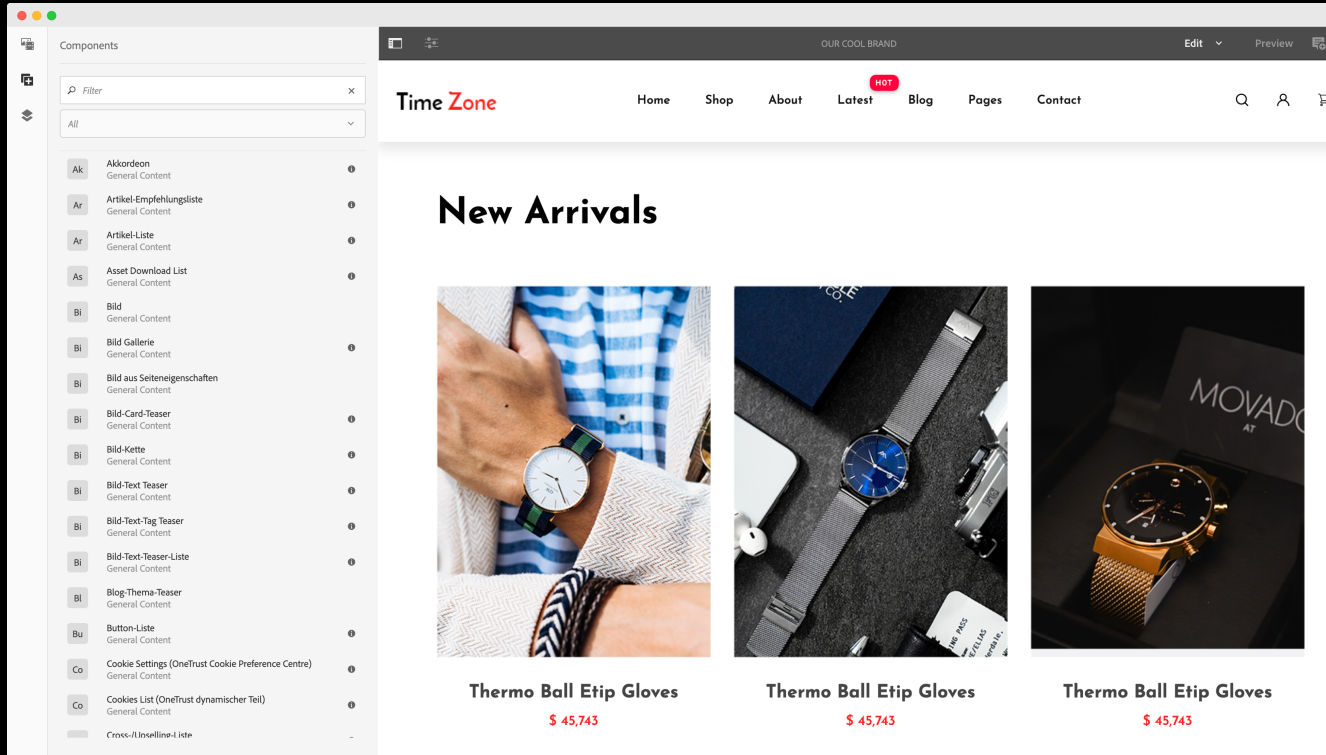 Components
Filter
All
Ak
Akkordeon
General Content
Ar
Artikel-Empfehlungsliste
General Content
Ar
Artikel-Liste
General Content
As
Asset Download List
General Content
Bi
Bild
General Content
Bi
Bild Gallerie
General Content
Bi
Bild aus Seiteneigenschaften
General Content
Bi
Bild-Card-Teaser
General Content
Bi
Bild-Kette
General Content
Bi
Bild-Text Teaser
General Content
Bi
Bild-Text-Tag Teaser
General Content
Bi
Bild-Text-Teaser-Liste
General Content
Bl
Blog-Thema-Teaser
General Content
Bu
Button-Liste
General Content
Co
Cookie Settings (OneTrust Cookie Preference Centre)
General Content
Co
Cookies List (OneTrust dynamischer Teil)
General Content
Cross-/Upselling-Liste
OUR COOL BRAND
Edit
Preview
Time Zone
Home Shop About Latest Blog Pages Contact
HOT
New Arrivals
CO.
MOVADO
AT
PASS
Thermo Ball Etip Gloves
$ 45,743
Thermo Ball Etip Gloves
$ 45,743
Thermo Ball Etip Gloves
$ 45,743